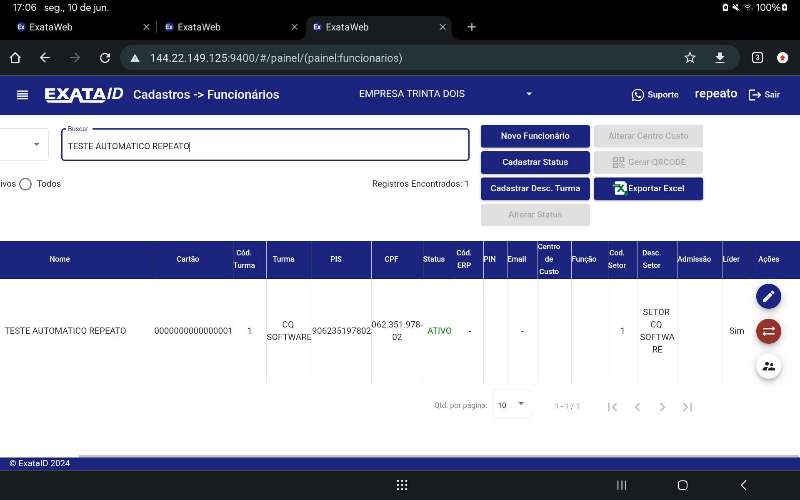 17:06 seg., 10 de jun.
100%
ExataWeb
ExataWeb
ExataWeb
144.22.149.125:9400/#/painel/(painel:funcionarios)
3
EXATA ID
Cadastros -> Funcionários
EMPRESA TRINTA DOIS
Suporte
repeato
Sair
Buscar
TESTE AUTOMATICO REPEATO
Novo Funcionário
Alterar Centro Custo
Cadastrar Status
Gerar QRCODE
ivos
Todos
Registros Encontrados: 1
Cadastrar Desc. Turma
Exportar Excel
Alterar Status
Nome
Cartão
Cód.
Turma
Turma
PIS
CPF
Status
Cód.
ERP
PIN
Email
Centro
de
Custo
Função
Cod.
Setor
Desc.
Setor
Admissão
Líder
Ações
TESTE AUTOMATICO REPEATO
0000000000000001
1
CQ
SOFTWARE
906235197802
062.351.978-
02
ATIVO
-
-
1
SETOR
CQ
SOFTWA
RE
Sim
Qtd. por página:
10
1 - 1 / 1
© ExataID 2024